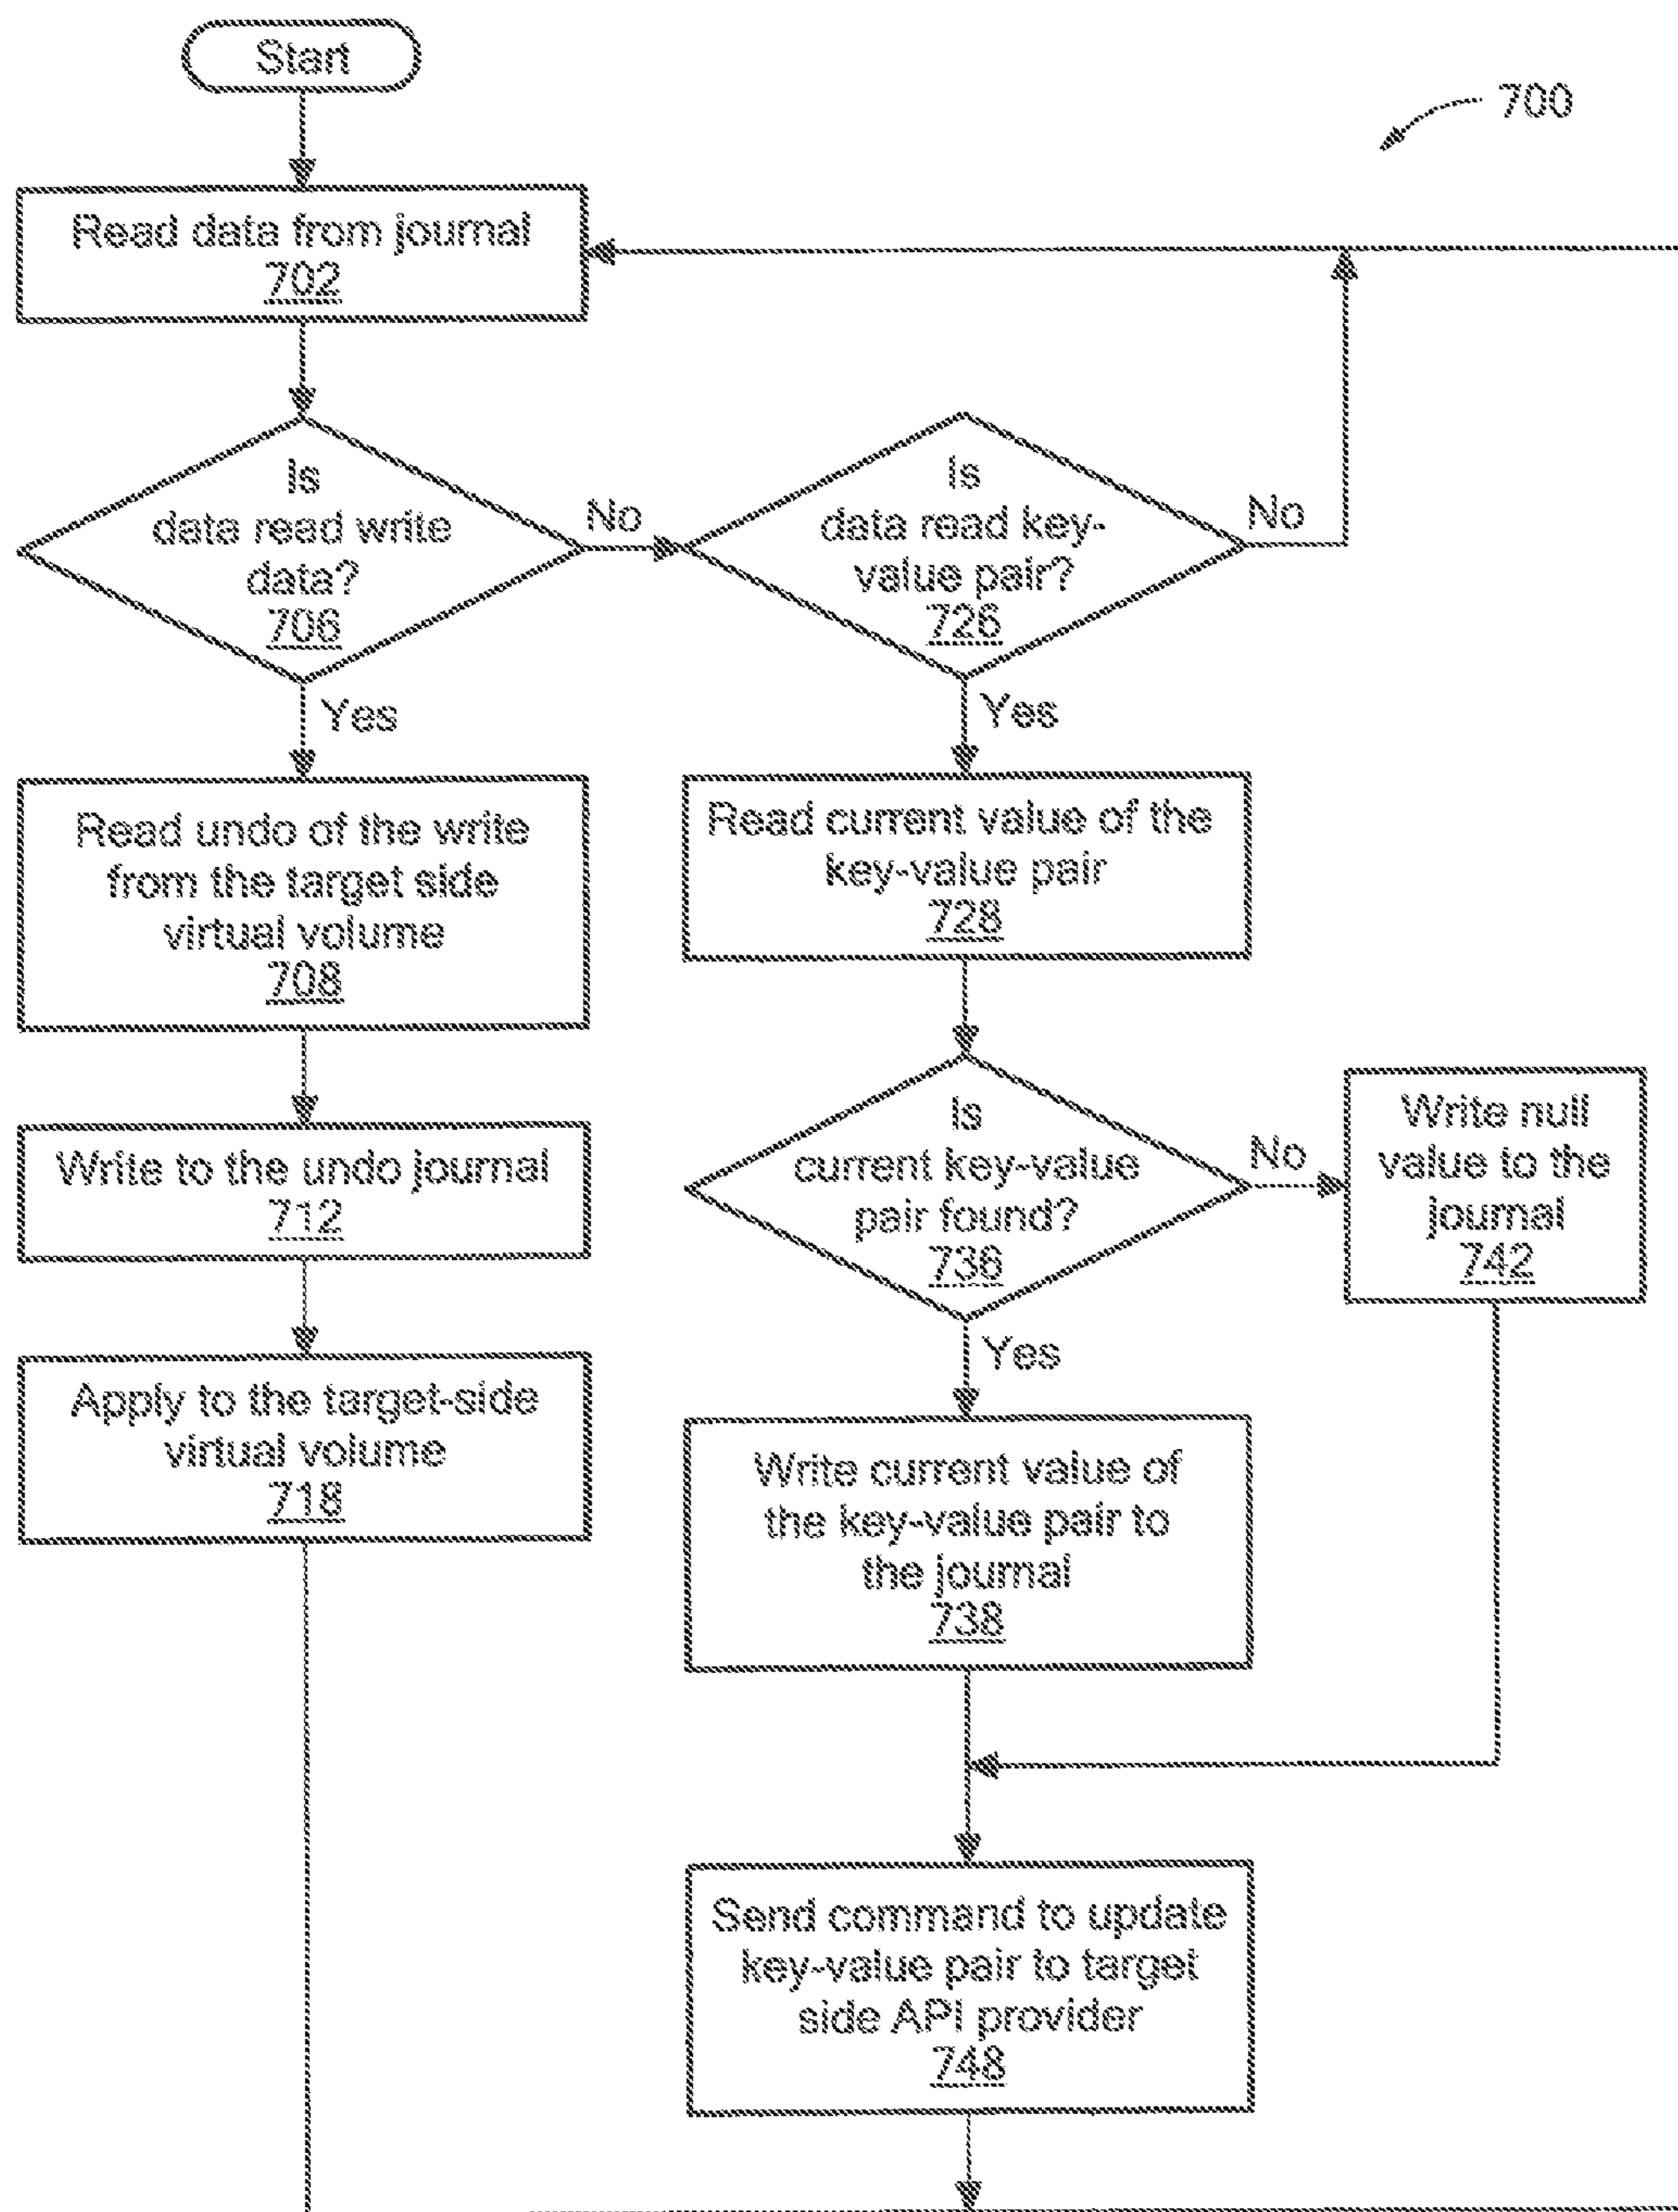 Start
700
Read data from journal
702
Is
data read write
data?
706
No
Is
data read key-
value pair?
726
No
Yes
Yes
Read undo of the write
from the target side
virtual volume
708
Read current value of the
key-value pair
728
Write to the undo journal
712
Is
current key-value
pair found?
736
No
Write null
value to the
journal
742
Yes
Apply to the target-side
virtual volume
718
Write current value of
the key-value pair to
the journal
738
Send command to update
key-value pair to target
side API provider
748